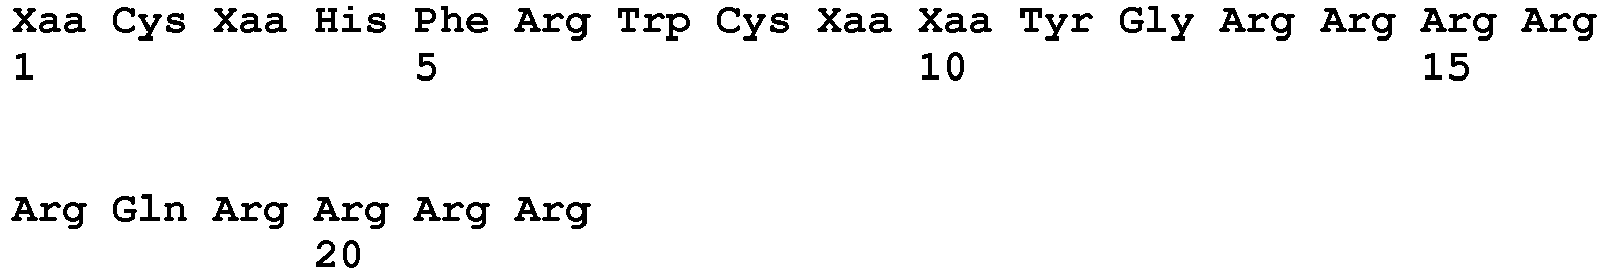 Xaa Cys Xaa His Phe Arg Trp Cys Xaa Xaa Tyr Gly Arg Arg Arg Arg
1 5 10 15
Arg Gln Arg Arg Arg Arg
20